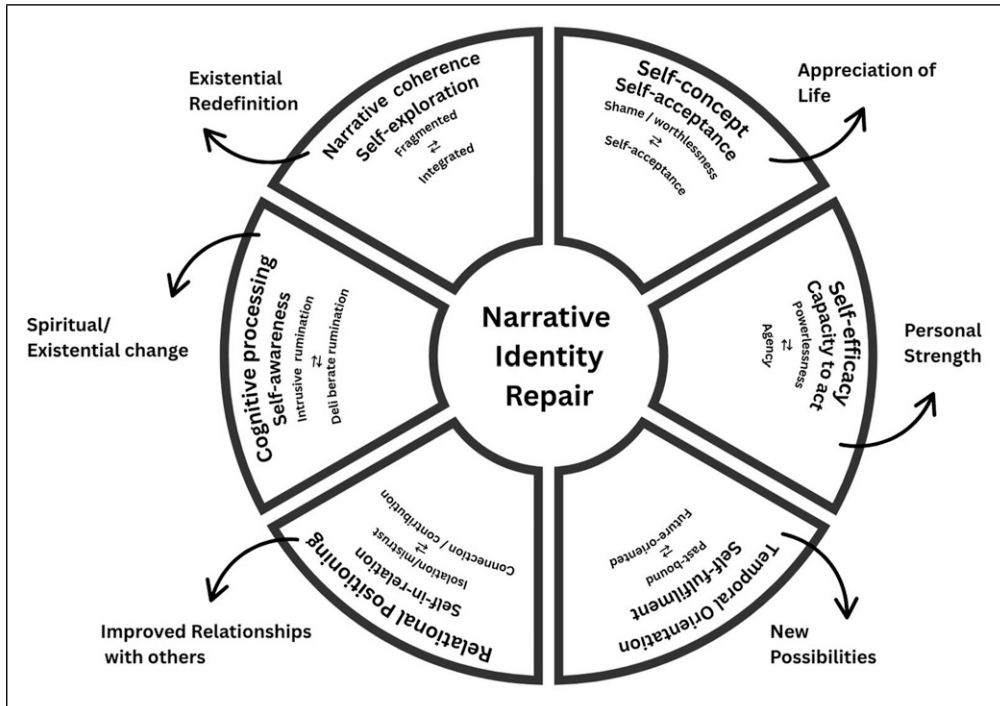 Existential
Redefinition
Narrative coherence
Self-exploration
Fragmented
⇄
Integrated
Self-concept
Self-acceptance
Shame / worthlessness
⇄
Self-acceptance
Appreciation of
Life
Spiritual/
Existential change
Cognitive processing
Self-awareness
Intrusive rumination
⇄
Deli berate rumination
Narrative
Identity
Repair
Self-efficacy
Capacity to act
Powerlessness
⇄
Agency
Personal
Strength
Improved Relationships
with others
Relational Positioning
Self-in-relation
Isolation/mistrust
⇄
Connection / contribution
Temporal Orientation
Self-fulfilment
Past-bound
⇄
Future-oriented
New
Possibilities